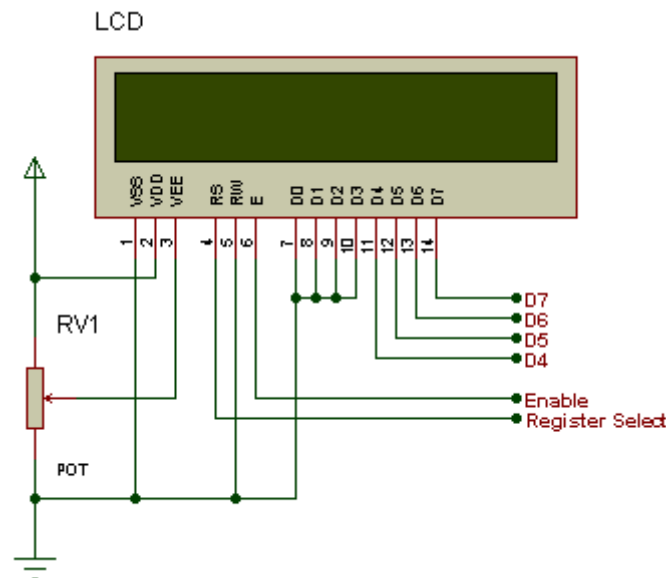 LCD
VSS VDD VEE RS RW E D0 D1 D2 D3 D4 D5 D6 D7
1 2 3 4 5 6 7 8 9 10 11 12 13 14
D7
D6
D5
D4
RV1
Enable
Register Select
POT